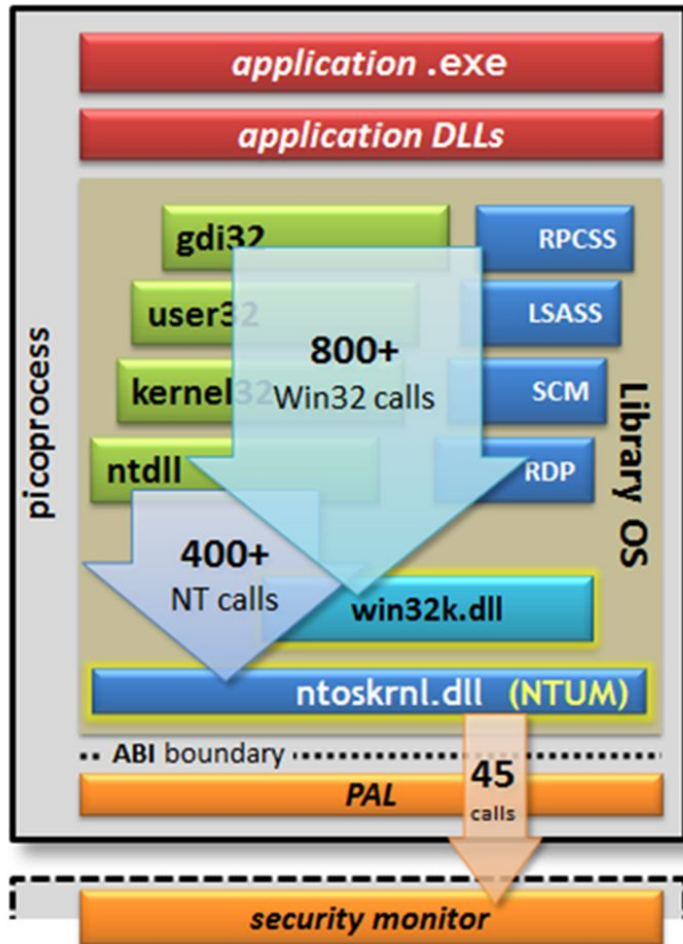 application .exe
application DLLs
gdi32
RPCSS
user32
LSASS
800+
Win32 calls
kernel32
SCM
ntdll
RDP
picoprocess
Library OS
400+
NT calls
win32k.dll
ntoskrnl.dll (NTUM)
ABI boundary
45
calls
PAL
security monitor